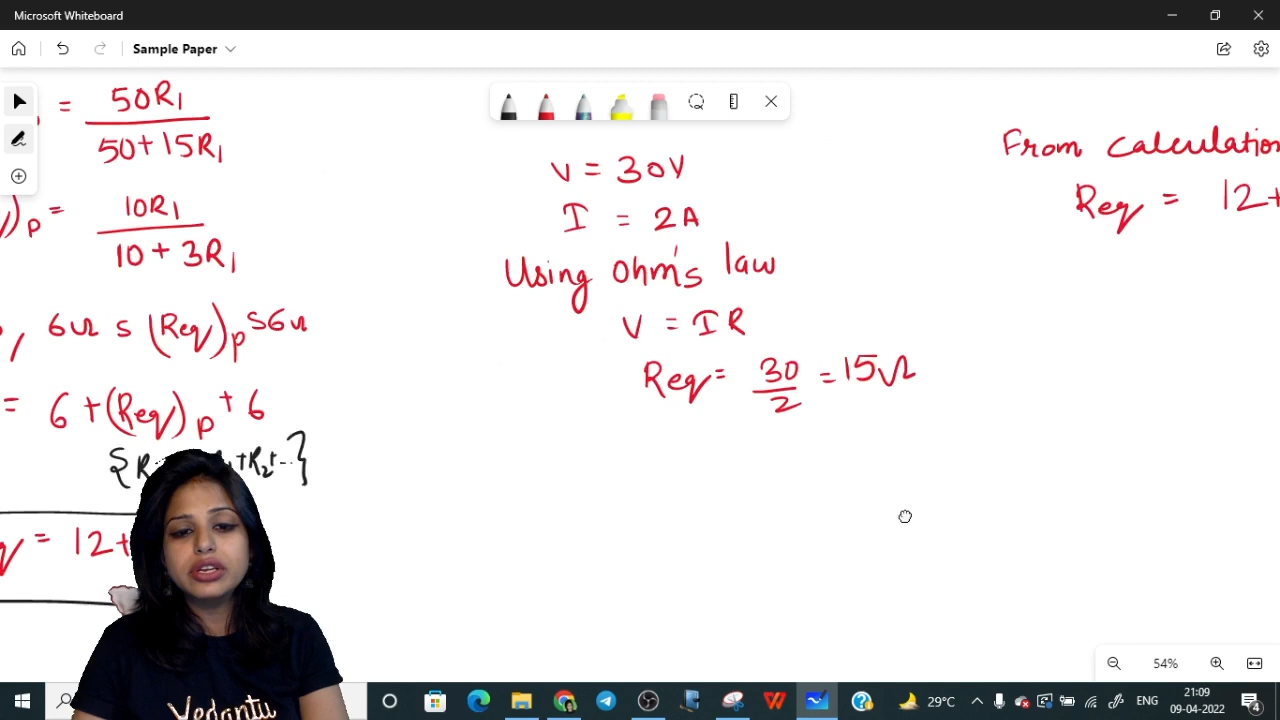 Microsoft Whiteboard
Sample Paper
= 50R₁
50+15R₁
)p = 10R₁
10+3R₁
, 6Ω s (Req)p s 6Ω
= 6 + (Req)p + 6
{R +R₂+...}
= 12+
V = 30V
I = 2A
Using Ohm's law
V = IR
Req = 30/2 = 15Ω
From calculation
Req = 12+
Vedantu
54%
29°C
ENG
21:09
09-04-2022
4